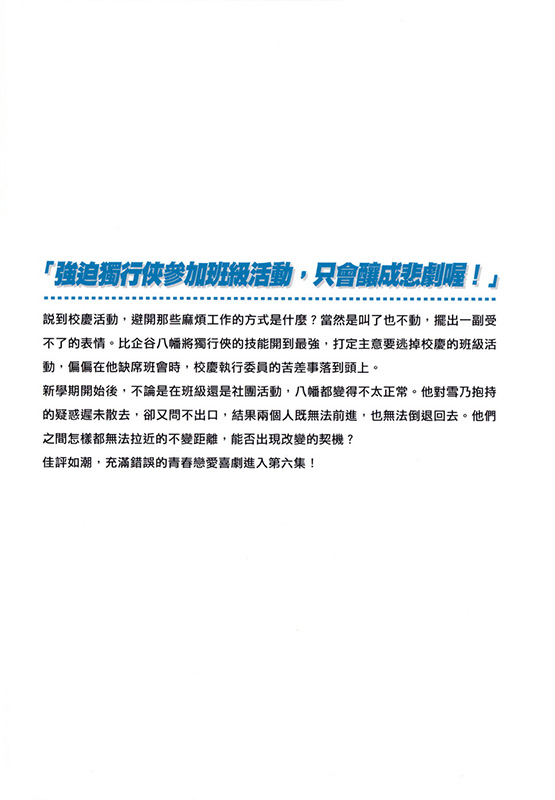 「強迫獨行俠參加班級活動，只會釀成悲劇喔！」
說到校慶活動，避開那些麻煩工作的方式是什麼？當然是叫了也不動，擺出一副受
不了的表情。比企谷八幡將獨行俠的技能開到最強，打定主意要逃掉校慶的班級活
動，偏偏在他缺席班會時，校慶執行委員的苦差事落到頭上。
新學期開始後，不論是在班級還是社團活動，八幡都變得不太正常。他對雪乃抱持
的疑惑遲未散去，卻又問不出口，結果兩個人既無法前進，也無法倒退回去。他們
之間怎樣都無法拉近的不變距離，能否出現改變的契機？
佳評如潮，充滿錯誤的青春戀愛喜劇進入第六集！